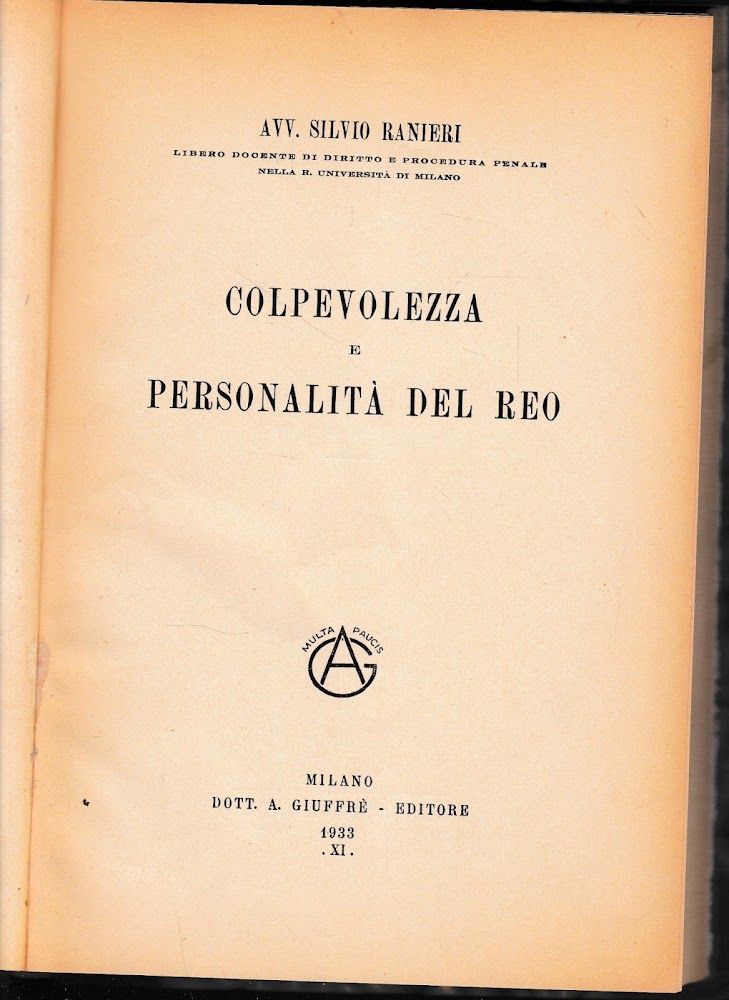 AVV. SILVIO RANIERI
LIBERO DOCENTE DI DIRITTO E PROCEDURA PENALE
NELLA R. UNIVERSITÀ DI MILANO
COLPEVOLEZZA
E
PERSONALITÀ DEL REO
MULTA PAUCIS
AG
MILANO
DOTT. A. GIUFFRÈ - EDITORE
1933
. XI .